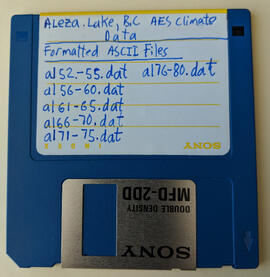 Aleza Lake, B.C AES Climate
Data
Formatted ASCII Files
al52-55.dat al76-80.dat
al56-60.dat
al61-65.dat
al66-70.dat
al71-75.dat
INDEX
SONY
DOUBLE DENSITY
MFD-2DD
SONY